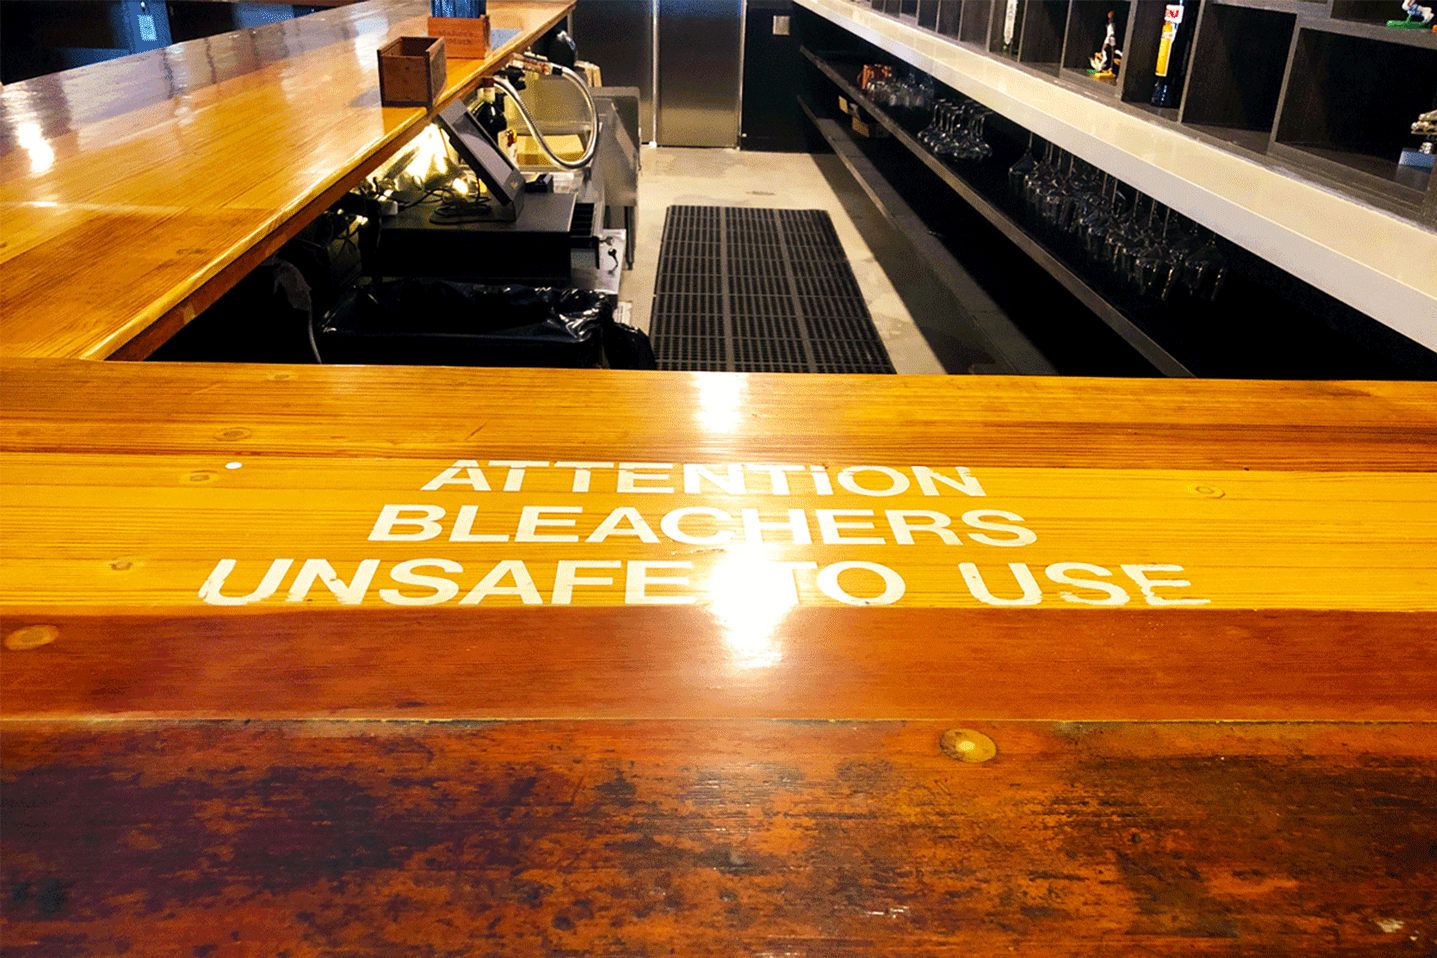 ATTENTION
BLEACHERS
UNSAFE TO USE